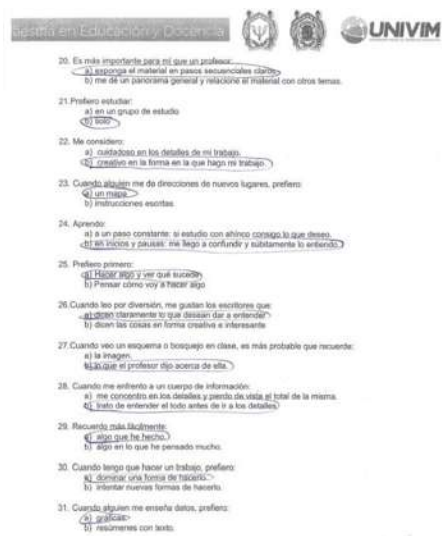 Gestión en Educación y Docencia
UNIVIM
20. Es más importante para mí que un profesor:
a) exponga el material en pasos secuenciales claros.
b) me dé un panorama general y relacione el material con otros temas.
21. Prefiero estudiar:
a) en un grupo de estudio
b) solo
22. Me considero:
a) cuidadoso en los detalles de mi trabajo.
b) creativo en la forma en la que hago mi trabajo
23. Cuando alguien me da direcciones de nuevos lugares, prefiero:
a) un mapa
b) instrucciones escritas
24. Aprendo:
a) a un paso constante: si estudio con ahínco consigo lo que deseo.
b) en inicios y pausas: me llego a confundir y súbitamente lo entiendo.
25. Prefiero primero:
a) Hacer algo y ver qué sucede
b) Pensar cómo voy a hacer algo
26. Cuando leo por diversión, me gustan los escritores que:
a) dicen claramente lo que desean dar a entender
b) dicen las cosas en forma creativa e interesante
27. Cuando veo un esquema o bosquejo en clase, es más probable que recuerde:
a) la imagen.
b) lo que el profesor dijo acerca de ella.
28. Cuando me enfrento a un cuerpo de información:
a) me concentro en los detalles y pierdo de vista el total de la misma.
b) trato de entender el todo antes de ir a los detalles
29. Recuerdo más fácilmente:
a) algo que he hecho.
b) algo en lo que he pensado mucho.
30. Cuando tengo que hacer un trabajo, prefiero:
a) dominar una forma de hacerlo.
b) intentar nuevas formas de hacerlo.
31. Cuando alguien me enseña datos, prefiero:
a) gráficas
b) resúmenes con texto.